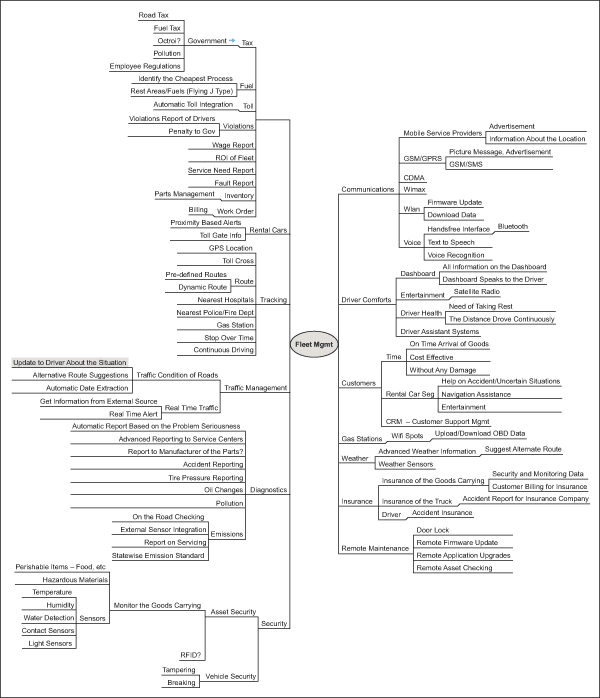 Road Tax
Fuel Tax
Octroi?
Government
Tax
Pollution
Employee Regulations
Identify the Cheapest Process
Fuel
Rest Areas/Fuels (Flying J Type)
Automatic Toll Integration
Toll
Violations Report of Drivers
Violations
Penalty to Gov
Wage Report
ROI of Fleet
Service Need Report
Fault Report
Parts Management
Inventory
Billing
Work Order
Proximity Based Alerts
Rental Cars
Toll Gate Info
GPS Location
Toll Cross
Pre-defined Routes
Route
Dynamic Route
Tracking
Nearest Hospitals
Nearest Police/Fire Dept
Gas Station
Stop Over Time
Continuous Driving
Update to Driver About the Situation
Alternative Route Suggestions
Traffic Condition of Roads
Automatic Date Extraction
Traffic Management
Get Information from External Source
Real Time Traffic
Real Time Alert
Automatic Report Based on the Problem Seriousness
Advanced Reporting to Service Centers
Report to Manufacturer of the Parts?
Accident Reporting
Tire Pressure Reporting
Oil Changes
Diagnostics
Pollution
On the Road Checking
External Sensor Integration
Emissions
Report on Servicing
Statewise Emission Standard
Perishable Items – Food, etc
Hazardous Materials
Temperature
Humidity
Water Detection
Sensors
Contact Sensors
Light Sensors
Monitor the Goods Carrying
Asset Security
Security
RFID?
Tampering
Vehicle Security
Breaking
Fleet Mgmt
Communications
Mobile Service Providers
Advertisement
Information About the Location
GSM/GPRS
Picture Message, Advertisement
GSM/SMS
CDMA
Wimax
Wlan
Firmware Update
Download Data
Voice
Handsfree Interface
Bluetooth
Text to Speech
Voice Recognition
Driver Comforts
Dashboard
All Information on the Dashboard
Dashboard Speaks to the Driver
Entertainment
Satellite Radio
Driver Health
Need of Taking Rest
The Distance Drove Continuously
Driver Assistant Systems
Customers
Time
On Time Arrival of Goods
Cost Effective
Without Any Damage
Rental Car Seg
Help on Accident/Uncertain Situations
Navigation Assistance
Entertainment
CRM – Customer Support Mgmt
Gas Stations
Wifi Spots
Upload/Download OBD Data
Weather
Advanced Weather Information
Suggest Alternate Route
Weather Sensors
Insurance
Insurance of the Goods Carrying
Security and Monitoring Data
Customer Billing for Insurance
Insurance of the Truck
Accident Report for Insurance Company
Driver
Accident Insurance
Remote Maintenance
Door Lock
Remote Firmware Update
Remote Application Upgrades
Remote Asset Checking